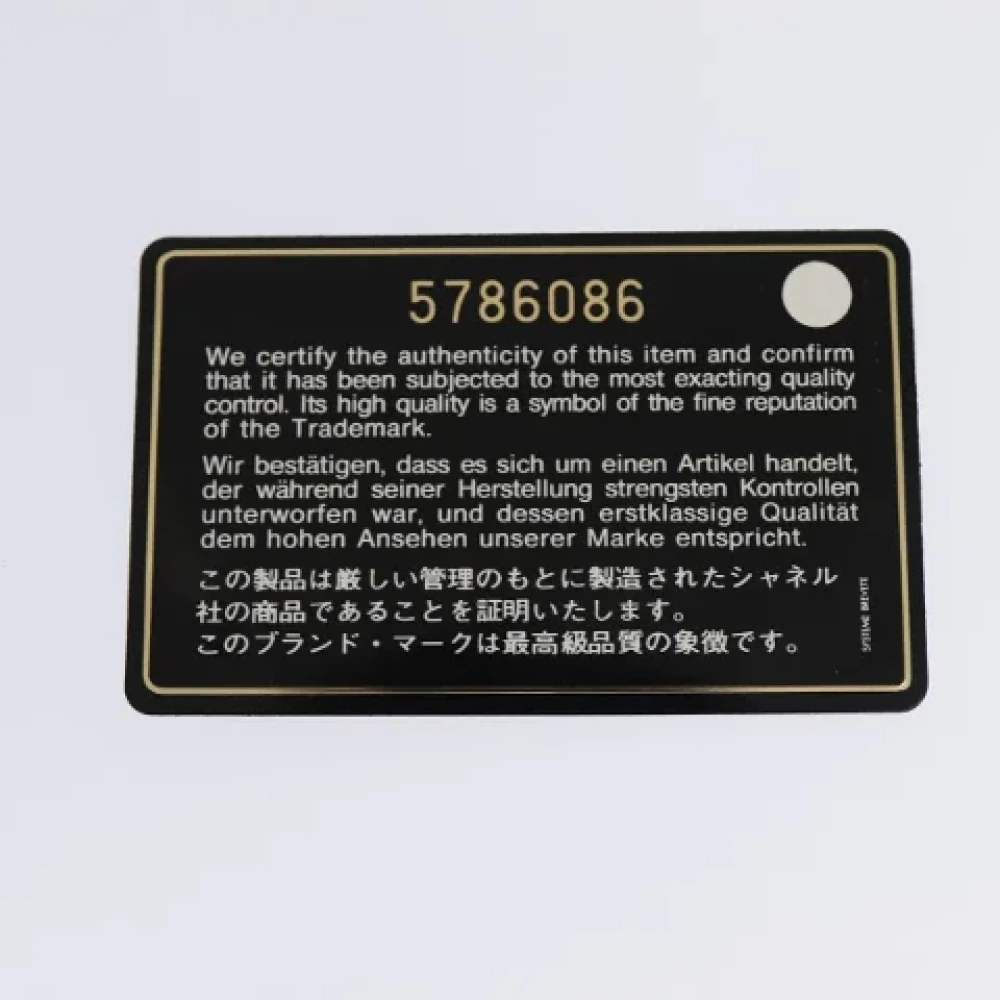 5786086
We certify the authenticity of this item and confirm
that it has been subjected to the most exacting quality
control. Its high quality is a symbol of the fine reputation
of the Trademark.
Wir bestätigen, dass es sich um einen Artikel handelt,
der während seiner Herstellung strengsten Kontrollen
unterworfen war, und dessen erstklassige Qualität
dem hohen Ansehen unserer Marke entspricht.
この製品は厳しい管理のもとに製造されたシャネル
社の商品であることを証明いたします。
このブランド・マークは最高級品質の象徴です。
SYSTEME BREVETE